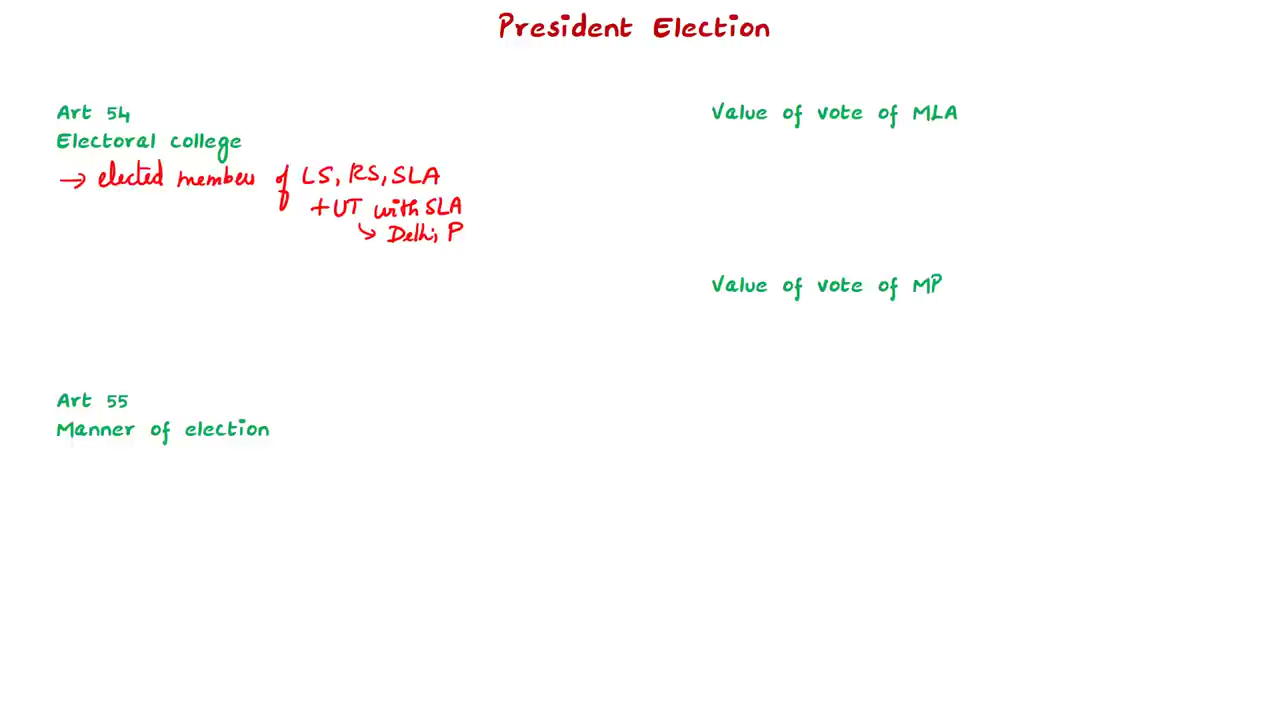 President Election
Art 54
Electoral college
→ elected members of LS, RS, SLA
+UT with SLA
↳ Delhi, P
Art 55
Manner of election
Value of vote of MLA
Value of vote of MP